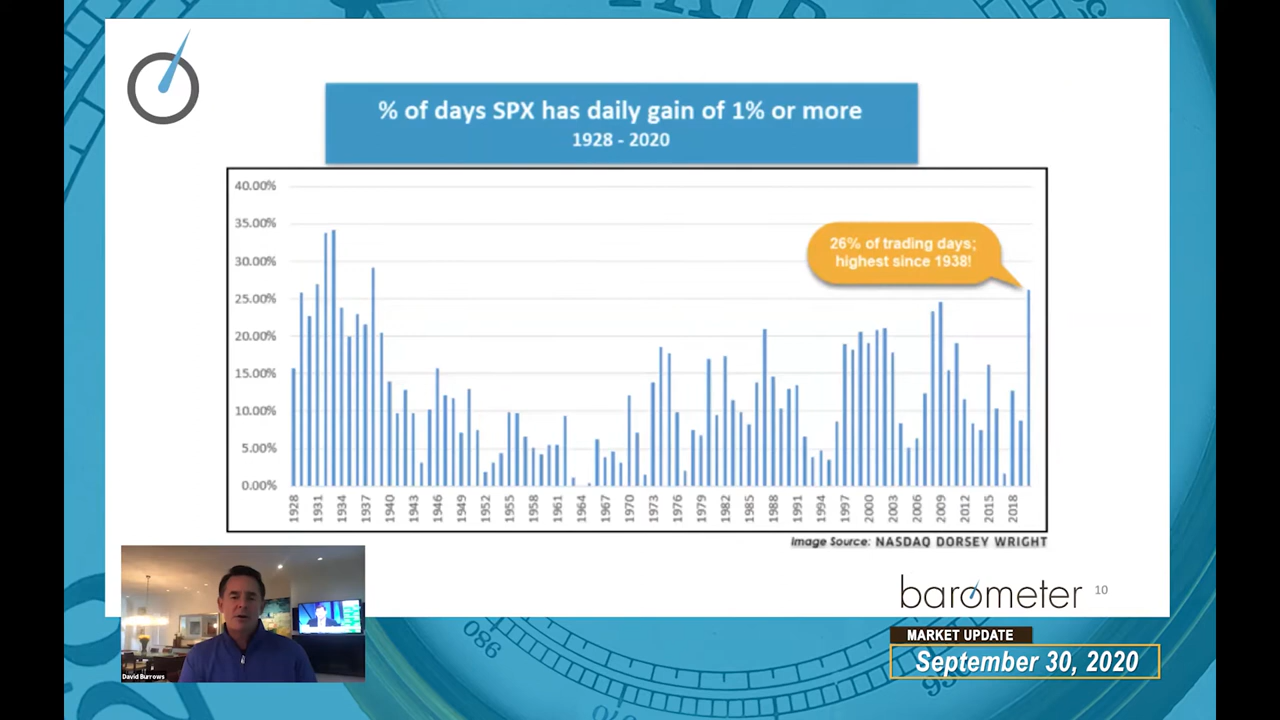 % of days SPX has daily gain of 1% or more
1928 - 2020
40.00%
35.00%
30.00%
25.00%
20.00%
15.00%
10.00%
5.00%
0.00%
26% of trading days;
highest since 1938!
1928 1931 1934 1937 1940 1943 1946 1949 1952 1955 1958 1961 1964 1967 1970 1973 1976 1979 1982 1985 1988 1991 1994 1997 2000 2003 2006 2009 2012 2015 2018
Image Source: NASDAQ DORSEY WRIGHT
barometer 10
MARKET UPDATE
September 30, 2020
David Burrows
980